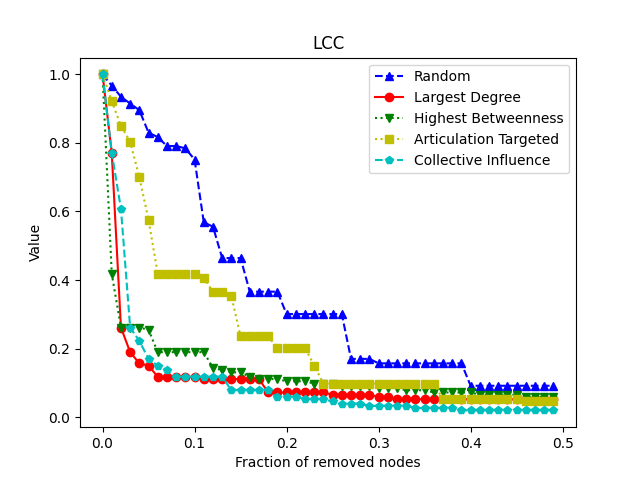 LCC
Random
Largest Degree
Highest Betweenness
Articulation Targeted
Collective Influence
Value
1.0
0.8
0.6
0.4
0.2
0.0
0.0 0.1 0.2 0.3 0.4 0.5
Fraction of removed nodes